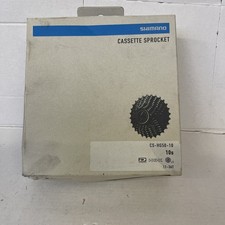 SHIMANO
CASSETTE SPROCKET
CS-HG50-10
10s